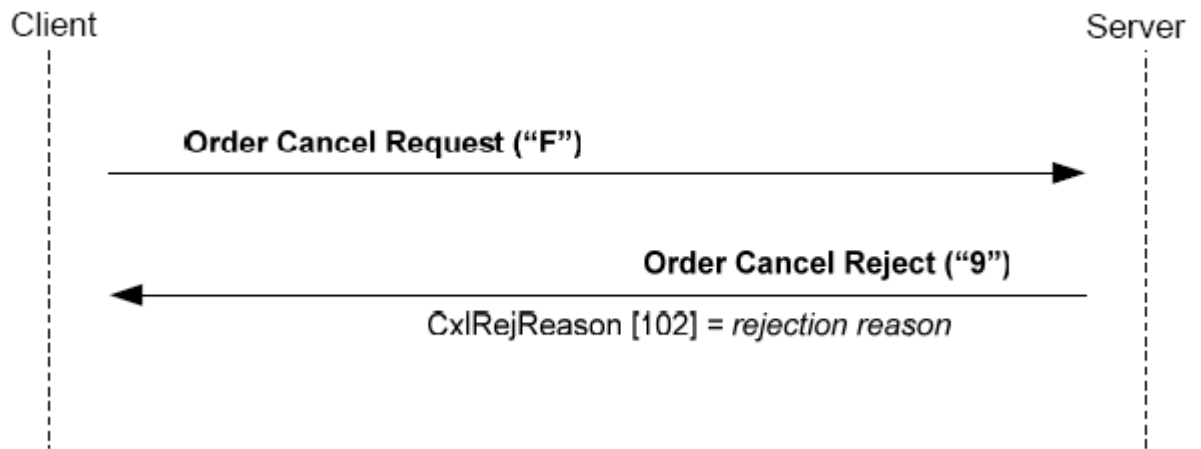 Client
Server
Order Cancel Request (“F”)
Order Cancel Reject (“9”)
CxlRejReason [102] = rejection reason